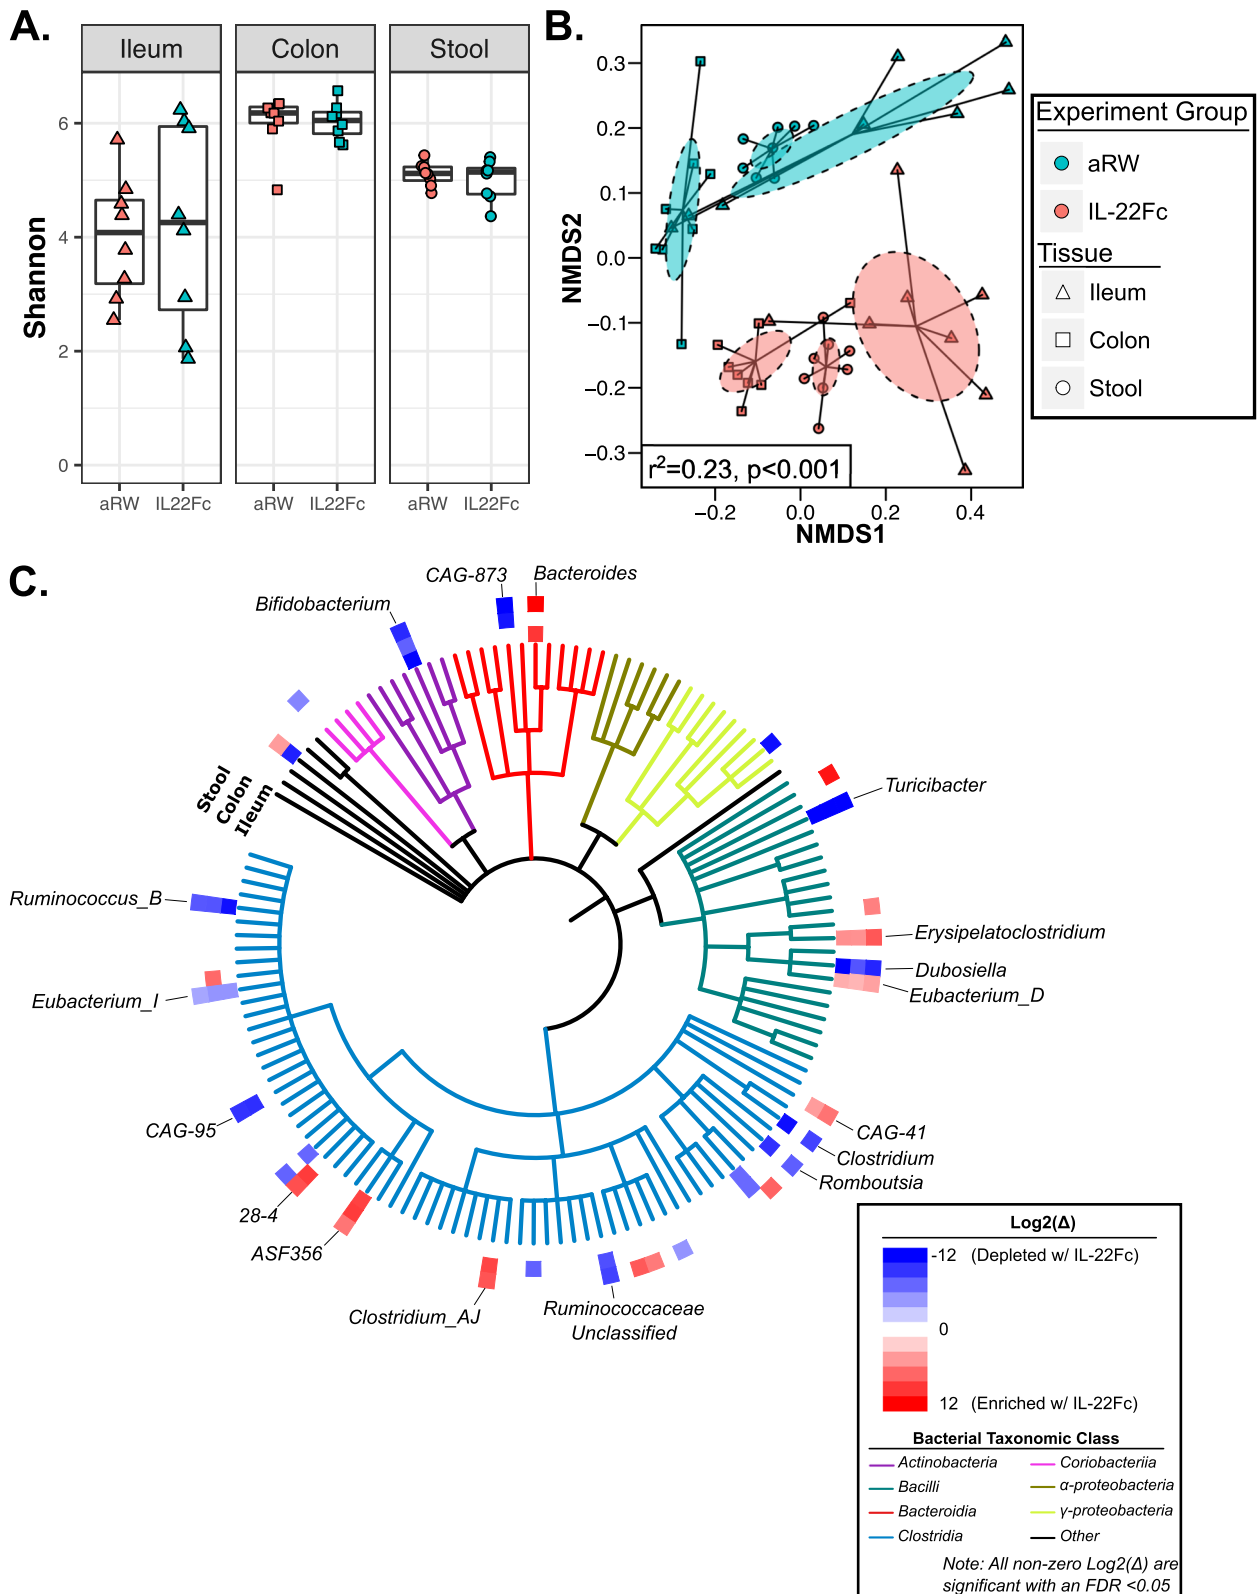 A.
Ileum
Colon
Stool
Shannon
6
4
2
0
aRW
IL22Fc
aRW
IL22Fc
aRW
IL22Fc
B.
NMDS2
0.3
0.2
0.1
0.0
−0.1
−0.2
−0.3
r²=0.23, p<0.001
−0.2
0.0
0.2
0.4
NMDS1
Experiment Group
aRW
IL-22Fc
Tissue
Ileum
Colon
Stool
C.
CAG-873
Bacteroides
Bifidobacterium
Stool
Colon
Ileum
Turicibacter
Ruminococcus_B
Erysipelatoclostridium
Dubosiella
Eubacterium_D
Eubacterium_I
CAG-95
CAG-41
Clostridium
Romboutsia
28-4
ASF356
Clostridium_AJ
Ruminococcaceae
Unclassified
Log2(Δ)
-12 (Depleted w/ IL-22Fc)
0
12 (Enriched w/ IL-22Fc)
Bacterial Taxonomic Class
Actinobacteria
Coriobacteriia
Bacilli
α-proteobacteria
Bacteroidia
γ-proteobacteria
Clostridia
Other
Note: All non-zero Log2(Δ) are
significant with an FDR <0.05